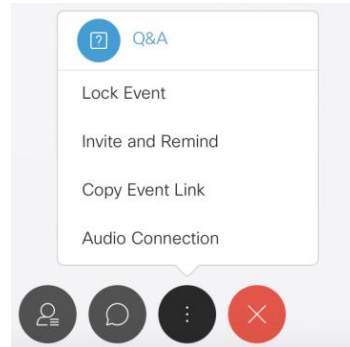 Q&A
Lock Event
Invite and Remind
Copy Event Link
Audio Connection